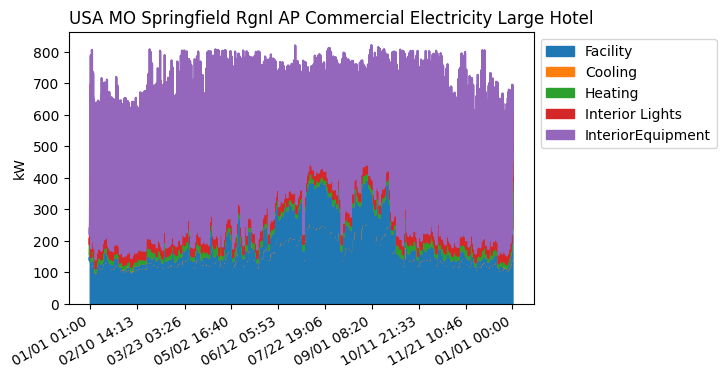 USA MO Springfield Rgnl AP Commercial Electricity Large Hotel
kW
800
700
600
500
400
300
200
100
0
01/01 01:00
02/10 14:13
03/23 03:26
05/02 16:40
06/12 05:53
07/22 19:06
09/01 08:20
10/11 21:33
11/21 10:46
01/01 00:00
Facility
Cooling
Heating
Interior Lights
InteriorEquipment